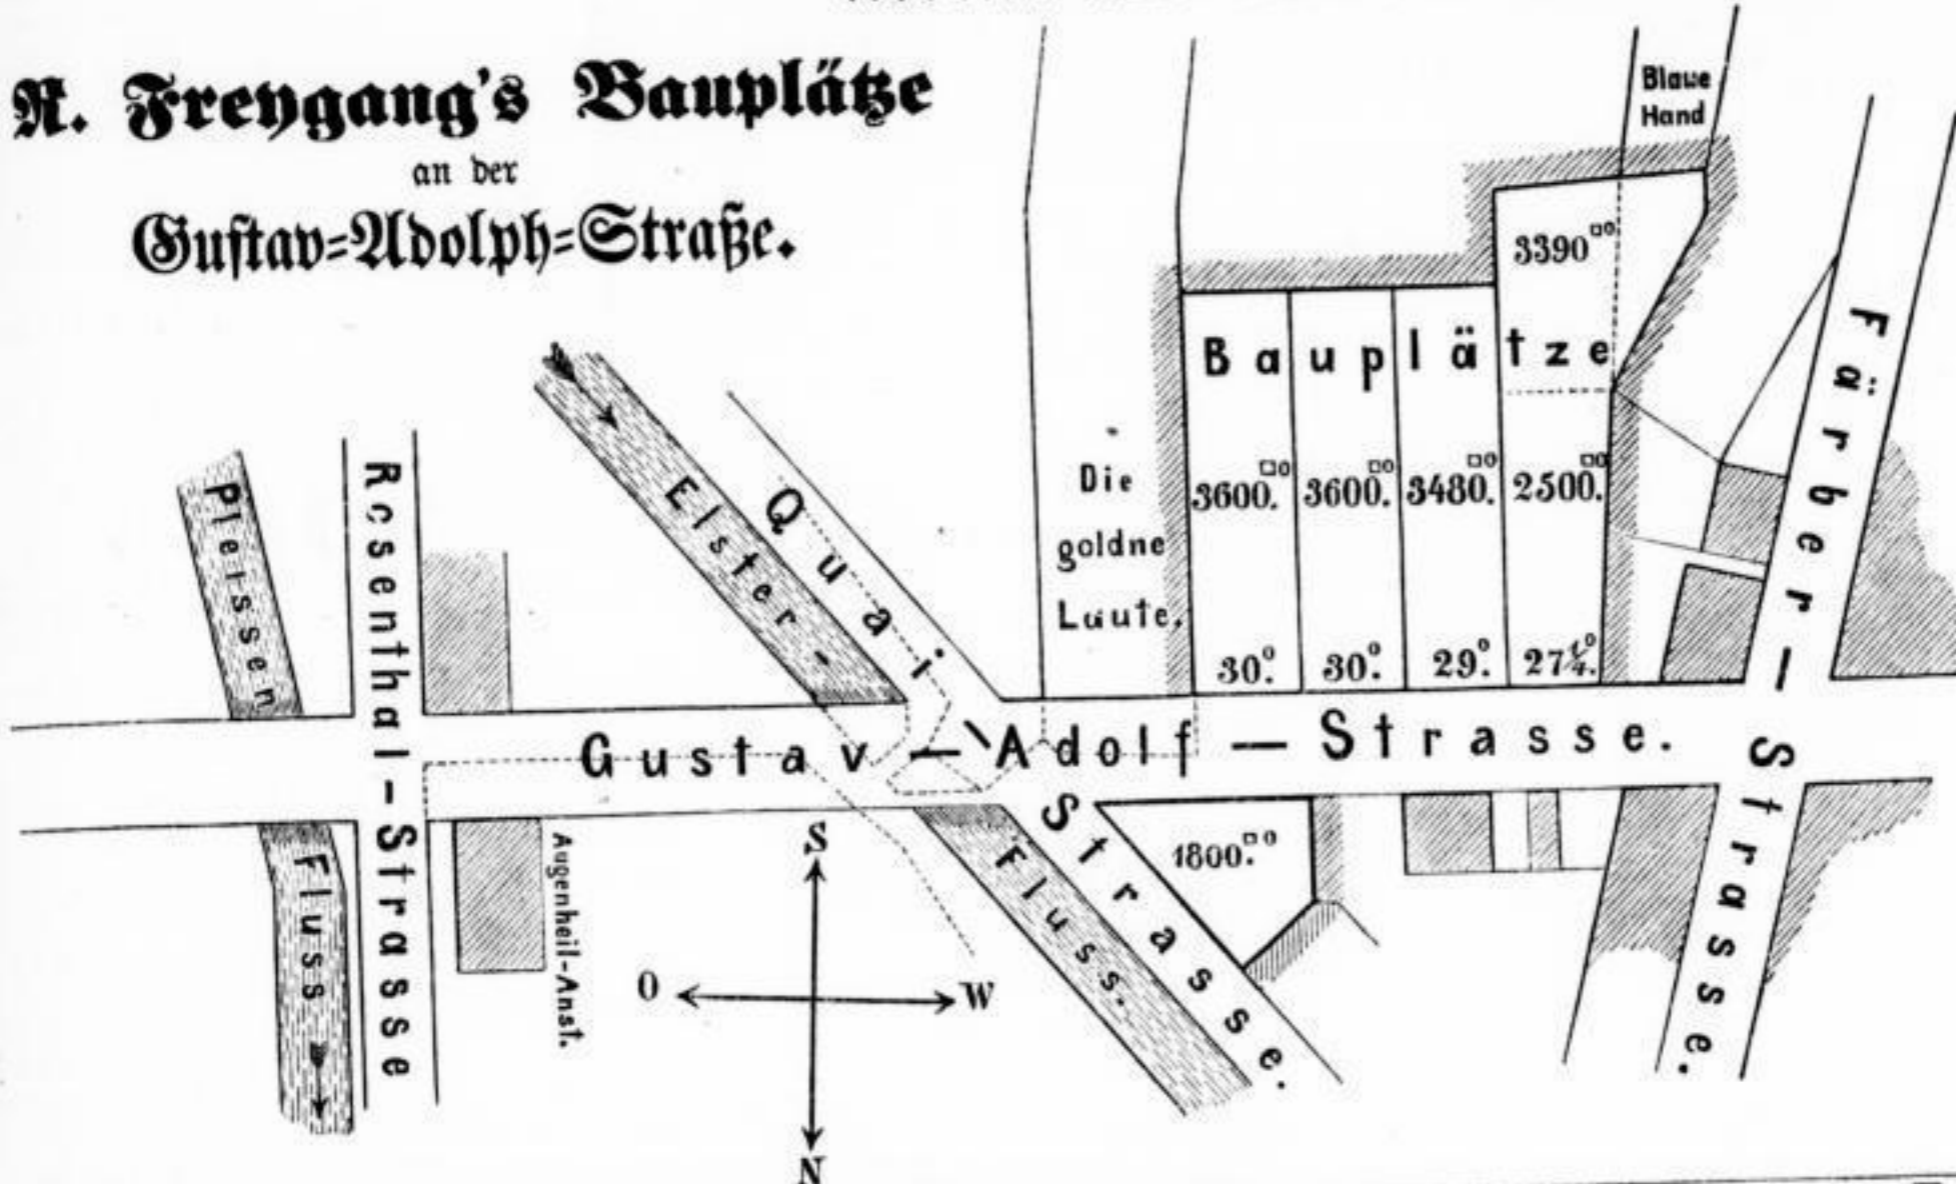 R. Freygang's Bauplätze
an der
Gustav=Adolph=Straße.
Blaue
Hand
3390□°
Bauplätze
Die
goldne
Laute.
3600.□° 3600.□° 3480.□° 2500.□°
30.° 30.° 29.° 27¼.°
Pleissen
Fluss
Rosenthal-Strasse
Elster-
Fluss.
Quai-
Strasse.
Färber-
Strasse.
Gustav-Adolf-Strasse.
1800.□°
Augenheil-Anst.
S
O
W
N